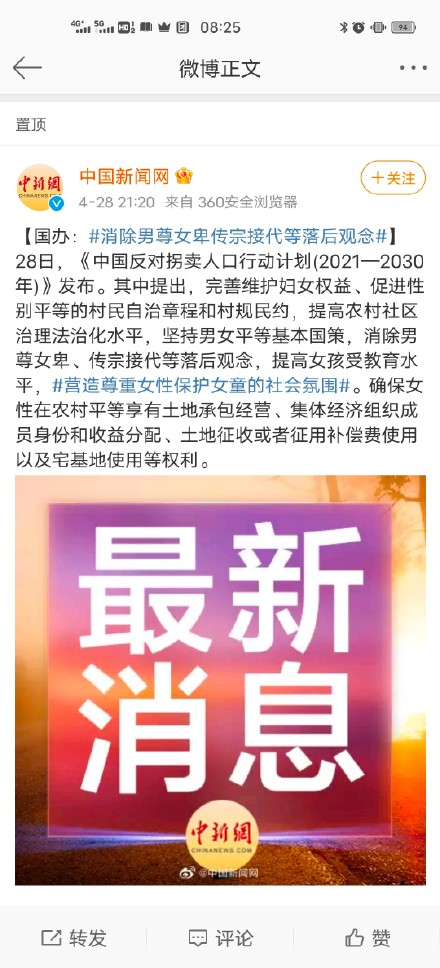 4G+ 5G HD 1 2 08:25 94
微博正文
置顶
中新網
CHINANEWS.COM
中国新闻网
+关注
4-28 21:20 来自 360安全浏览器
【国办：#消除男尊女卑传宗接代等落后观念#】
28日，《中国反对拐卖人口行动计划(2021—2030
年)》发布。其中提出，完善维护妇女权益、促进性
别平等的村民自治章程和村规民约，提高农村社区
治理法治化水平，坚持男女平等基本国策，消除男
尊女卑、传宗接代等落后观念，提高女孩受教育水
平，#营造尊重女性保护女童的社会氛围#。确保女
性在农村平等享有土地承包经营、集体经济组织成
员身份和收益分配、土地征收或者征用补偿费使用
以及宅基地使用等权利。
最新
消息
中新網
CHINANEWS.COM
@中国新闻网
转发 评论 赞